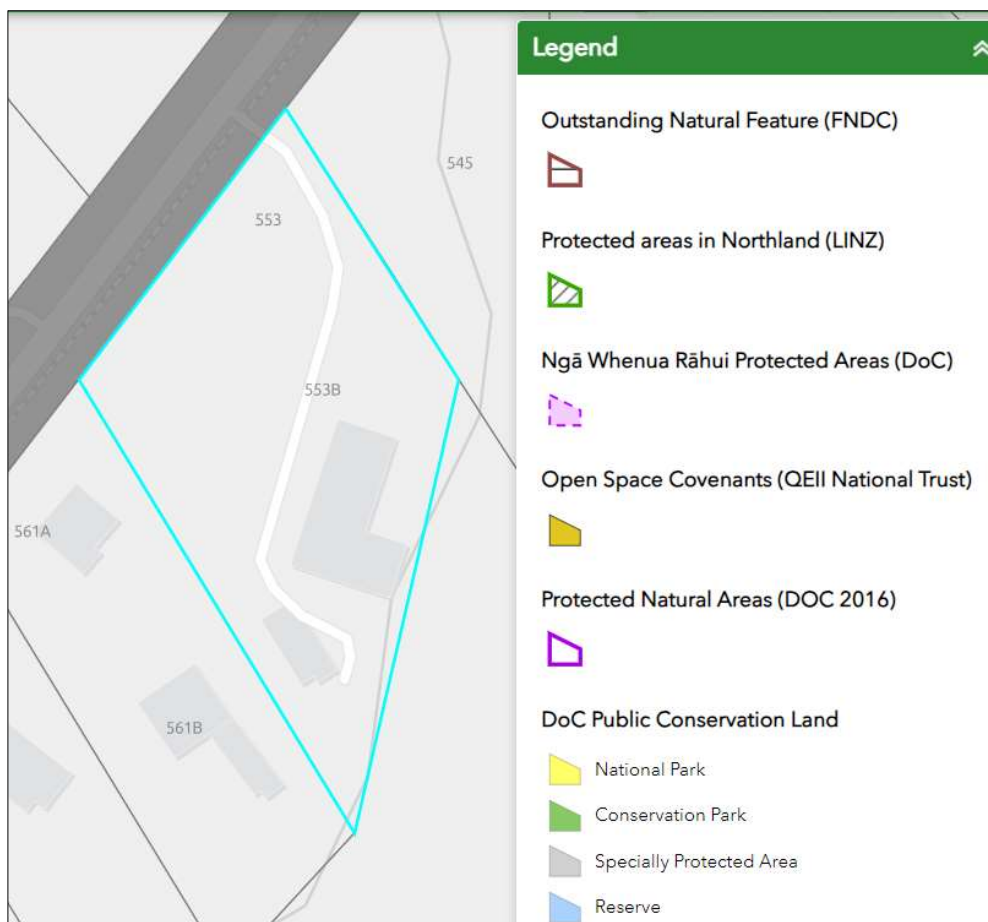 Legend
Outstanding Natural Feature (FNDC)
Protected areas in Northland (LINZ)
Ngā Whenua Rāhui Protected Areas (DoC)
Open Space Covenants (QEII National Trust)
Protected Natural Areas (DOC 2016)
DoC Public Conservation Land
National Park
Conservation Park
Specially Protected Area
Reserve
545
553
553B
561A
561B